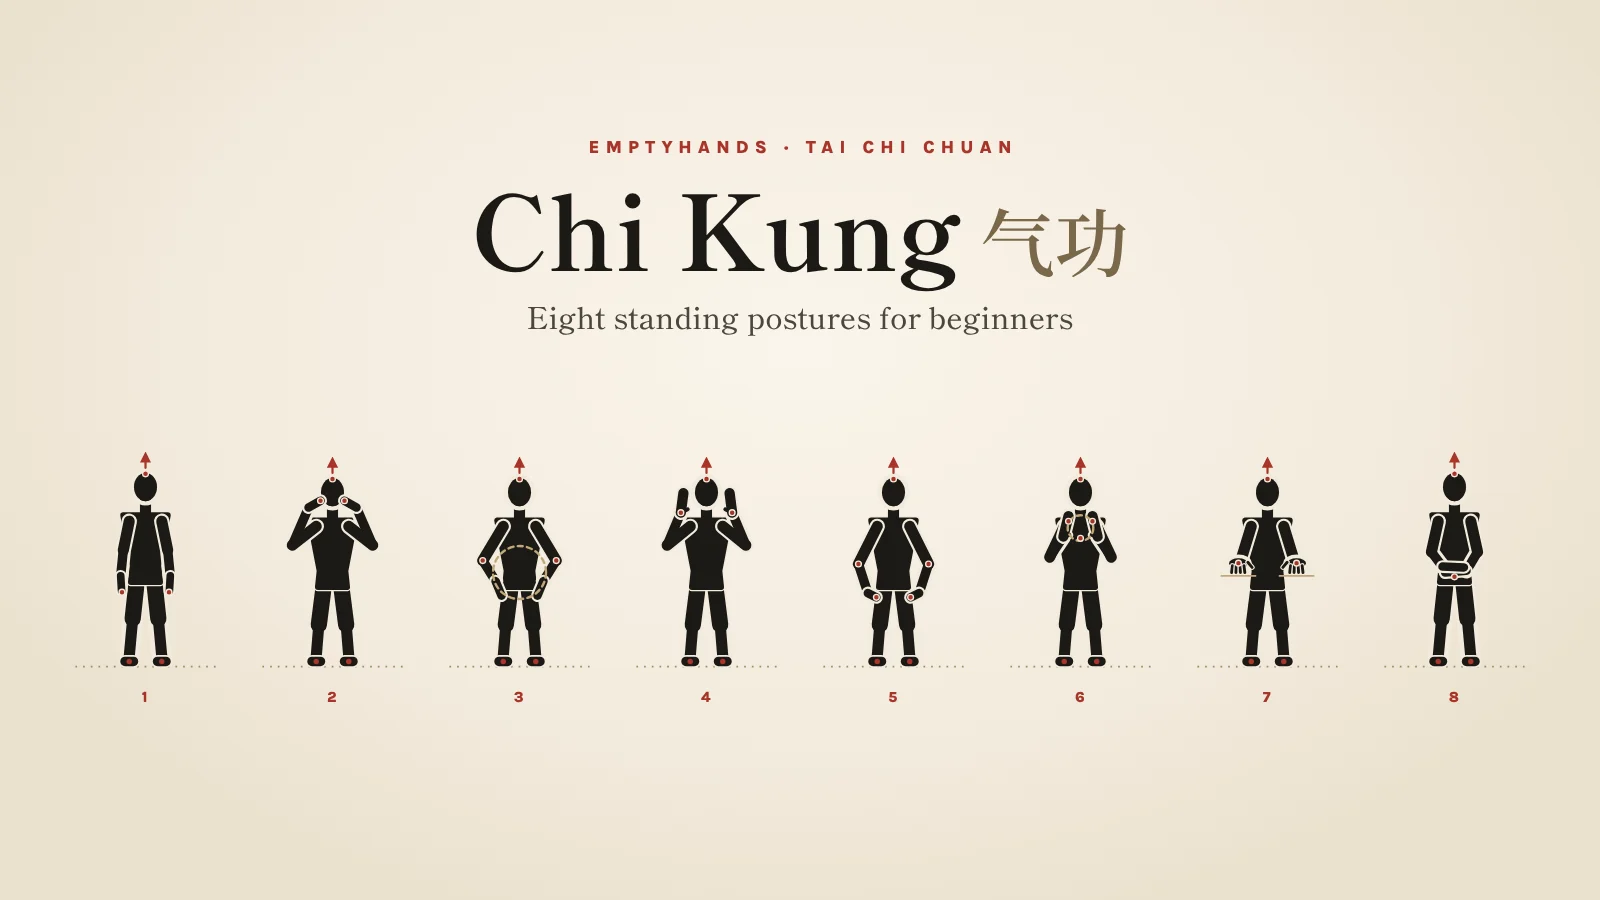 EMPTYHANDS · TAI CHI CHUAN
Chi Kung 气功
Eight standing postures for beginners
1 2 3 4 5 6 7 8